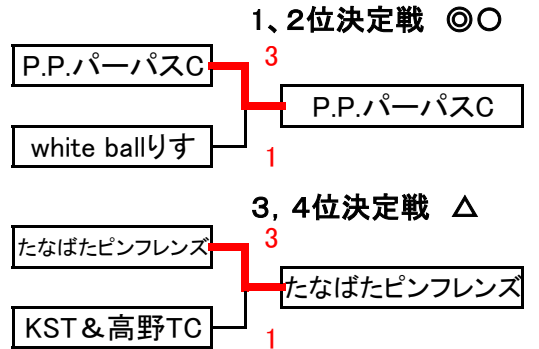 1、2位決定戦 ◎○
3
P.P.パーパスC
P.P.パーパスC
white ballりす
1
3，4位決定戦 △
3
たなばたピンフレンズ
たなばたピンフレンズ
KST＆高野TC
1